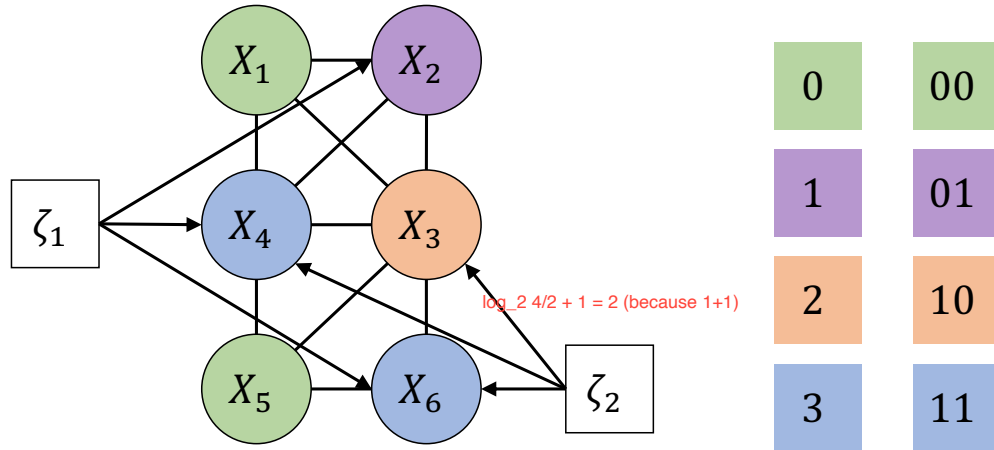 X₁ X₂
0 00
1 01
ζ₁ X₄ X₃
2 10
log_2 4/2 + 1 = 2 (because 1+1)
X₅ X₆ ζ₂
3 11